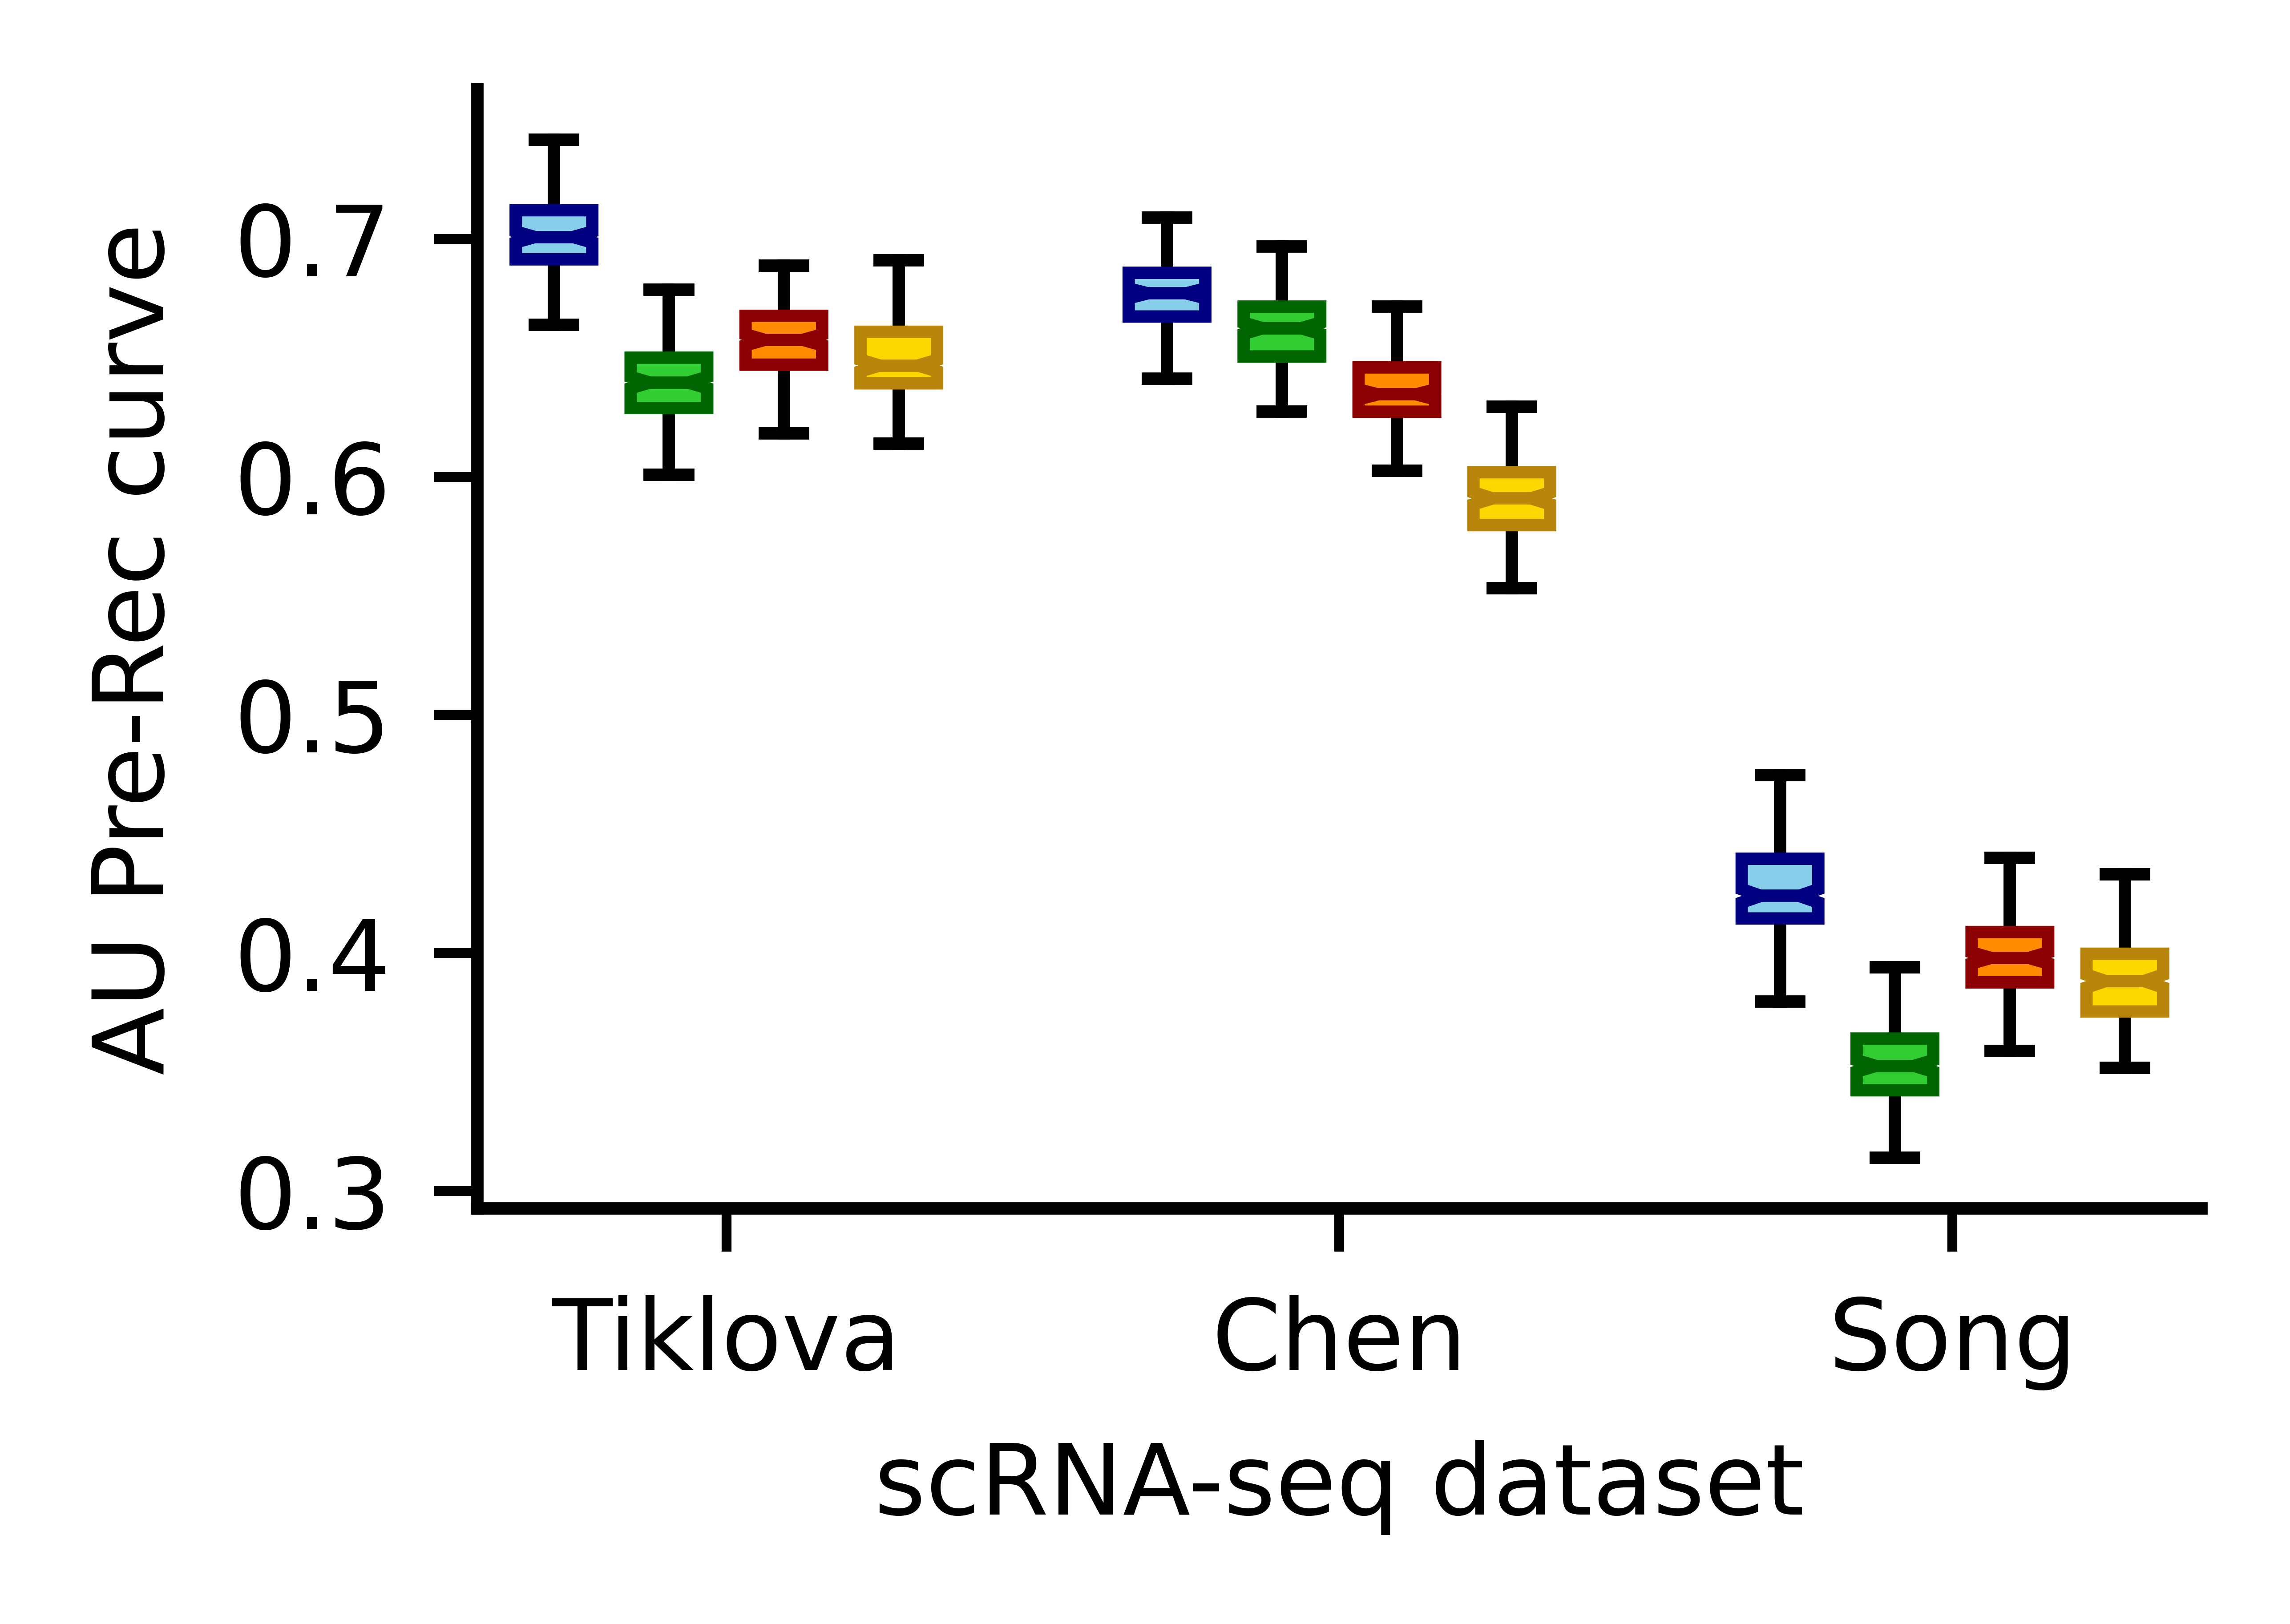 AU Pre-Rec curve
0.7
0.6
0.5
0.4
0.3
Tiklova
Chen
Song
scRNA-seq dataset